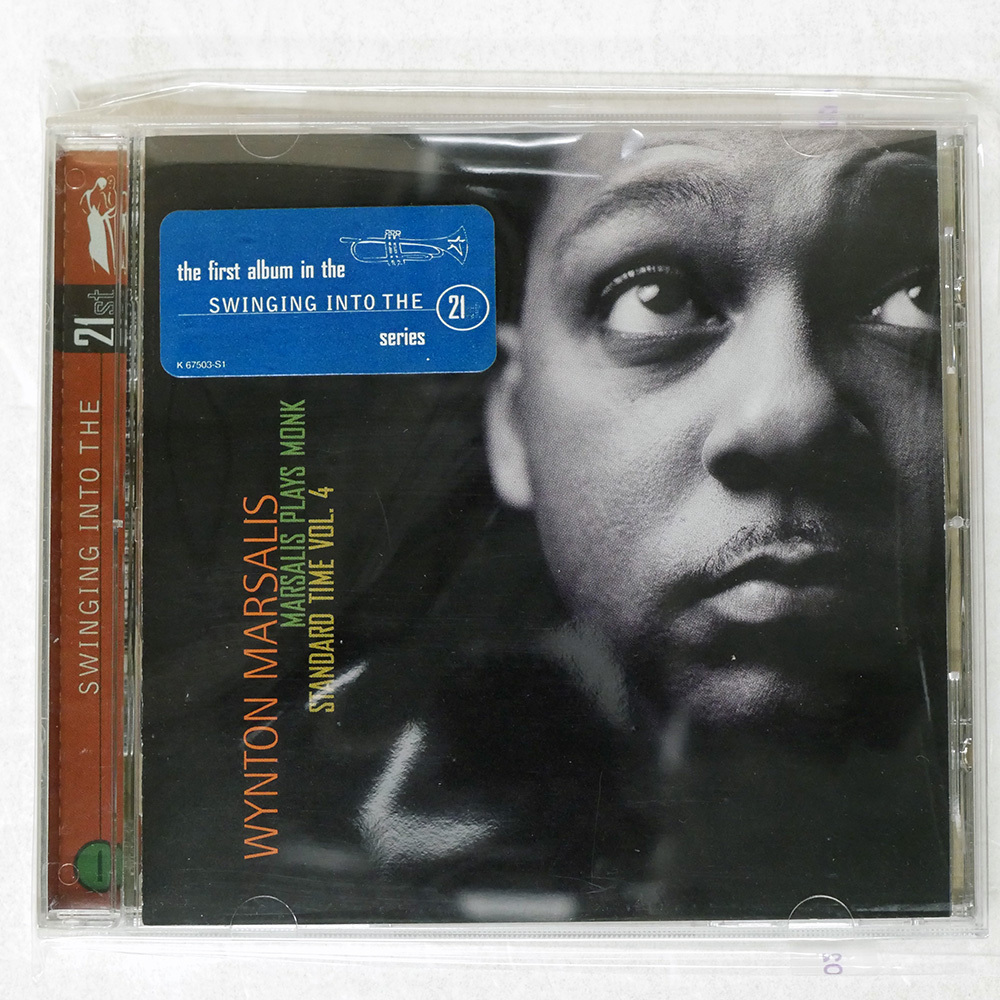 the first album in the
SWINGING INTO THE 21st
series
K 67503-S1
WYNTON MARSALIS
MARSALIS PLAYS MONK
STANDARD TIME VOL. 4
SWINGING INTO THE 21st
1